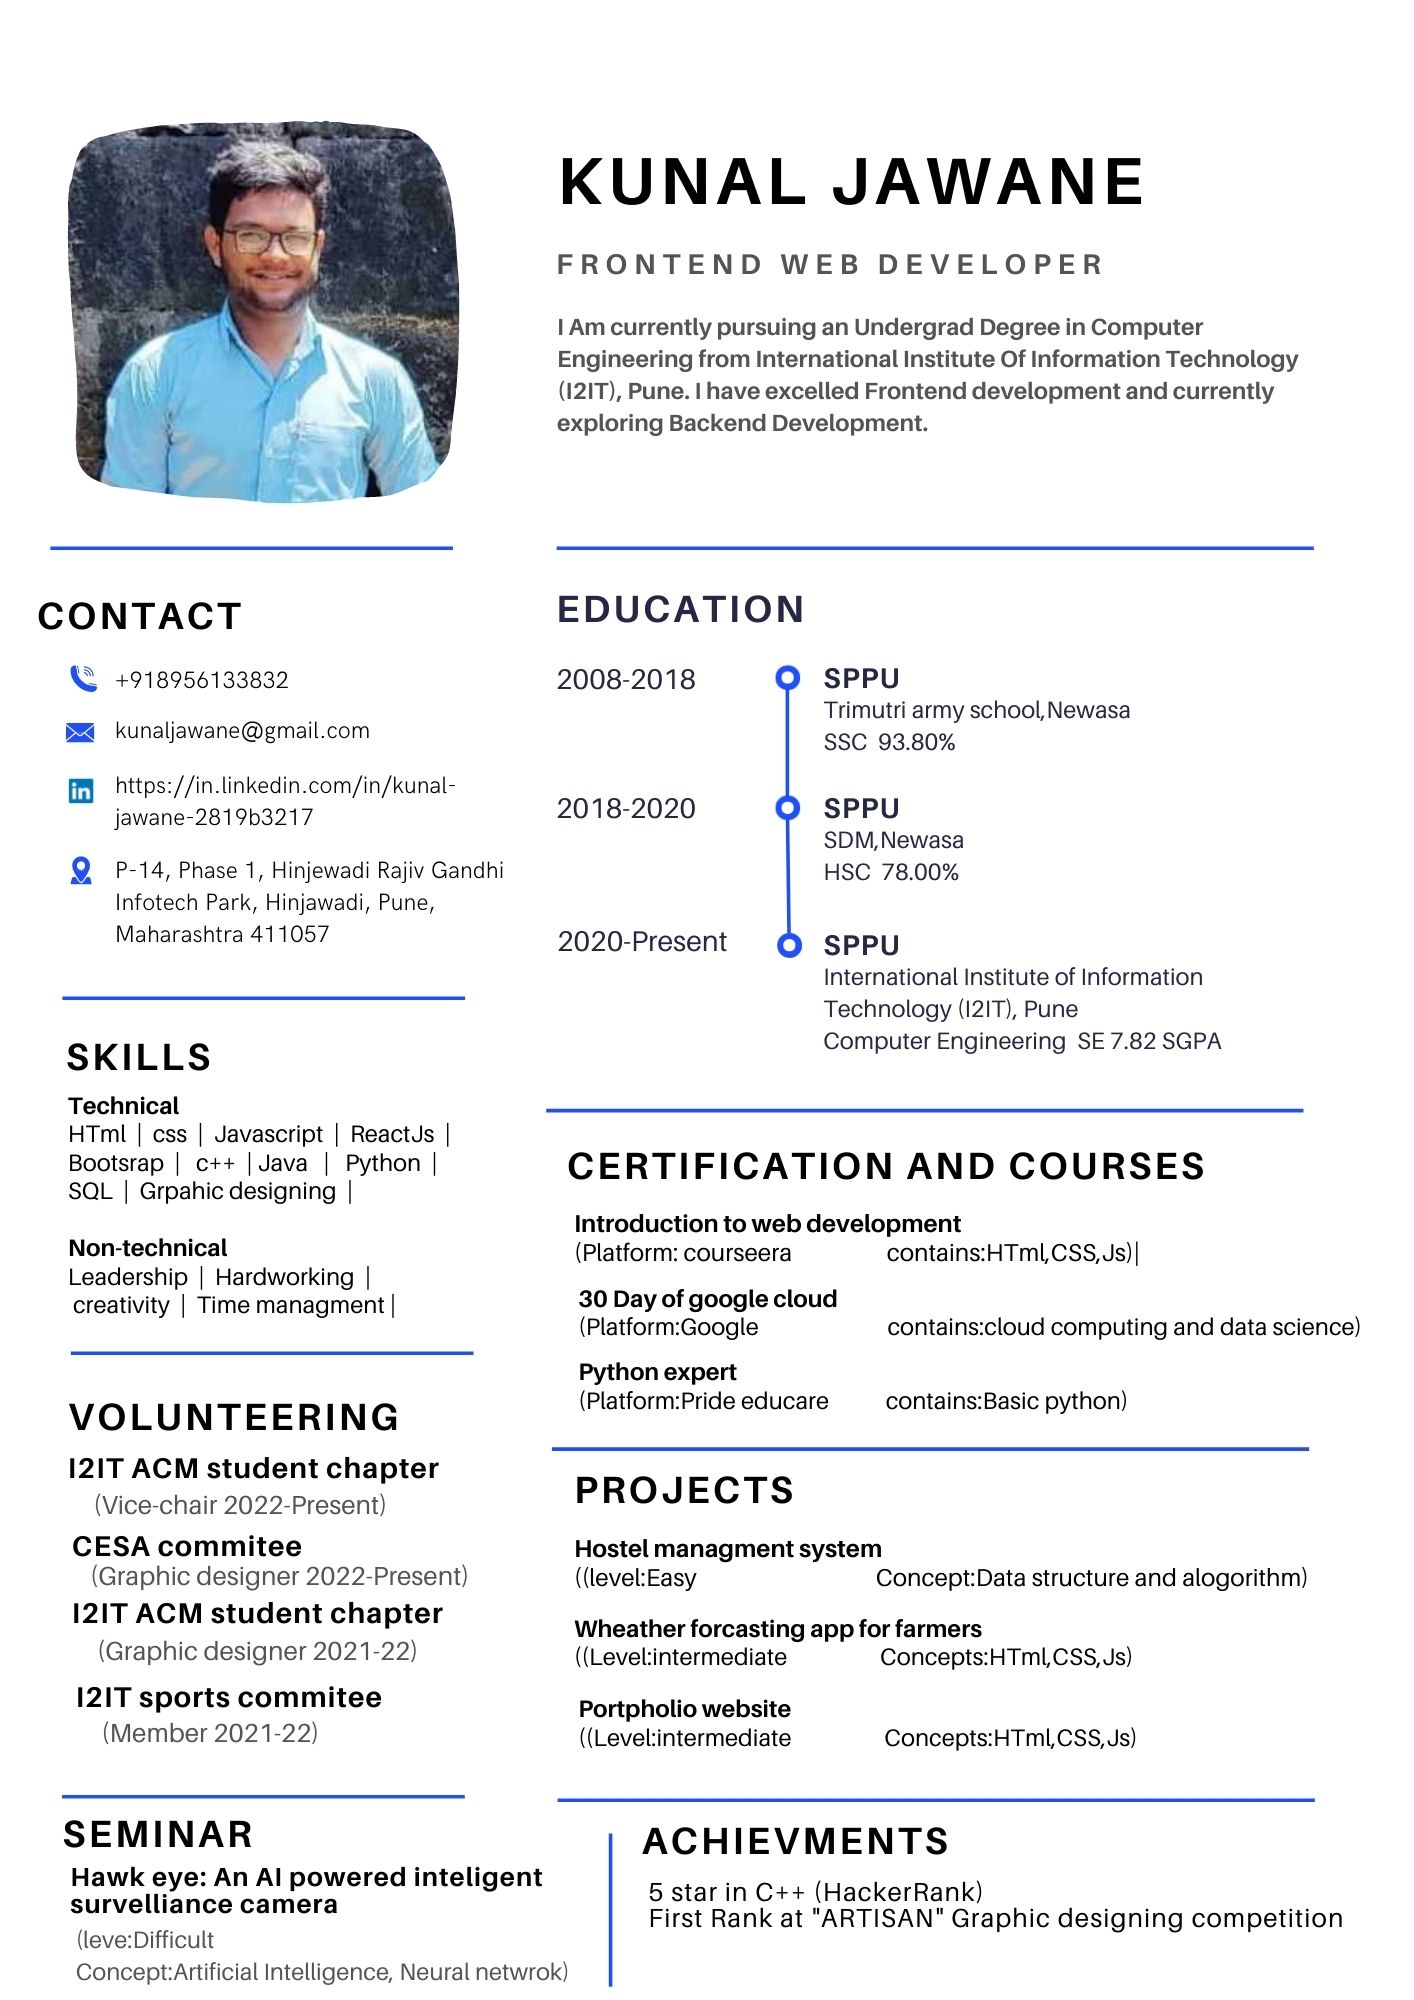 KUNAL JAWANE
FRONTEND WEB DEVELOPER
I Am currently pursuing an Undergrad Degree in Computer
Engineering from International Institute Of Information Technology
(I2IT), Pune. I have excelled Frontend development and currently
exploring Backend Development.
CONTACT
+918956133832
kunaljawane@gmail.com
in
https://in.linkedin.com/in/kunal-
jawane-2819b3217
P-14, Phase 1, Hinjewadi Rajiv Gandhi
Infotech Park, Hinjawadi, Pune,
Maharashtra 411057
SKILLS
Technical
HTml | css | Javascript | ReactJs |
Bootsrap | c++ | Java | Python |
SQL | Grpahic designing |
Non-technical
Leadership | Hardworking |
creativity | Time managment |
VOLUNTEERING
I2IT ACM student chapter
(Vice-chair 2022-Present)
CESA commitee
(Graphic designer 2022-Present)
I2IT ACM student chapter
(Graphic designer 2021-22)
I2IT sports commitee
(Member 2021-22)
SEMINAR
Hawk eye: An AI powered inteligent
survelliance camera
(leve:Difficult
Concept:Artificial Intelligence, Neural netwrok)
EDUCATION
2008-2018 SPPU
Trimutri army school,Newasa
SSC 93.80%
2018-2020 SPPU
SDM,Newasa
HSC 78.00%
2020-Present SPPU
International Institute of Information
Technology (I2IT), Pune
Computer Engineering SE 7.82 SGPA
CERTIFICATION AND COURSES
Introduction to web development
(Platform: courseera contains:HTml,CSS,Js)|
30 Day of google cloud
(Platform:Google contains:cloud computing and data science)
Python expert
(Platform:Pride educare contains:Basic python)
PROJECTS
Hostel managment system
((level:Easy Concept:Data structure and alogorithm)
Wheather forcasting app for farmers
((Level:intermediate Concepts:HTml,CSS,Js)
Portpholio website
((Level:intermediate Concepts:HTml,CSS,Js)
ACHIEVMENTS
5 star in C++ (HackerRank)
First Rank at "ARTISAN" Graphic designing competition